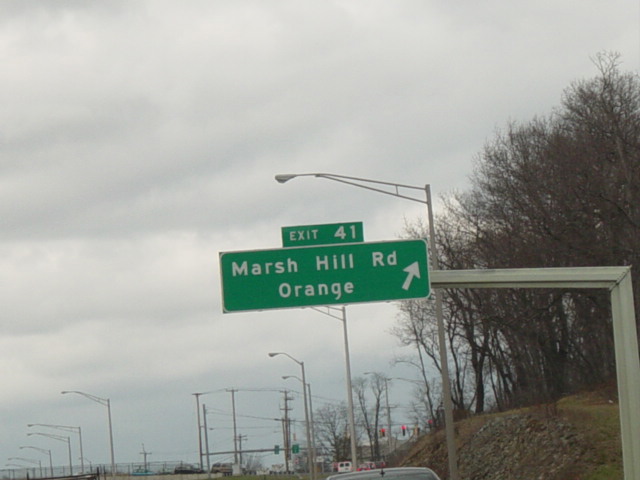 EXIT 41
Marsh Hill Rd
Orange